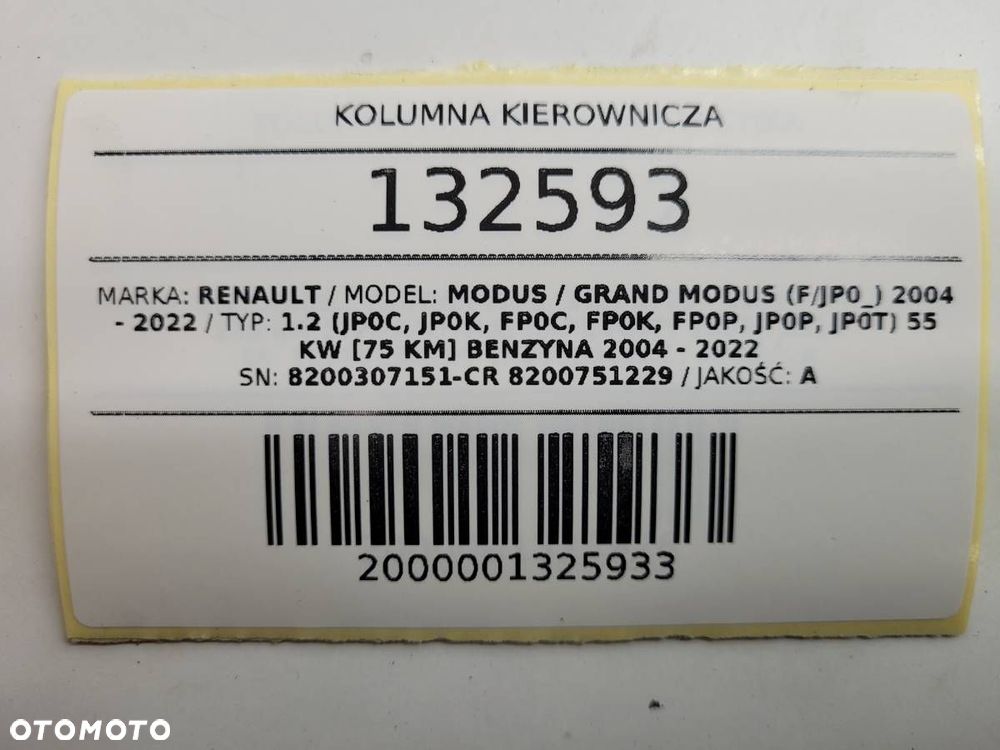 KOLUMNA KIEROWNICZA
132593
MARKA: RENAULT / MODEL: MODUS / GRAND MODUS (F/JP0_) 2004
- 2022 / TYP: 1.2 (JP0C, JP0K, FP0C, FP0K, FP0P, JP0P, JP0T) 55
KW [75 KM] BENZYNA 2004 - 2022
SN: 8200307151-CR 8200751229 / JAKOŚĆ: A
2000001325933
OTOMOTO